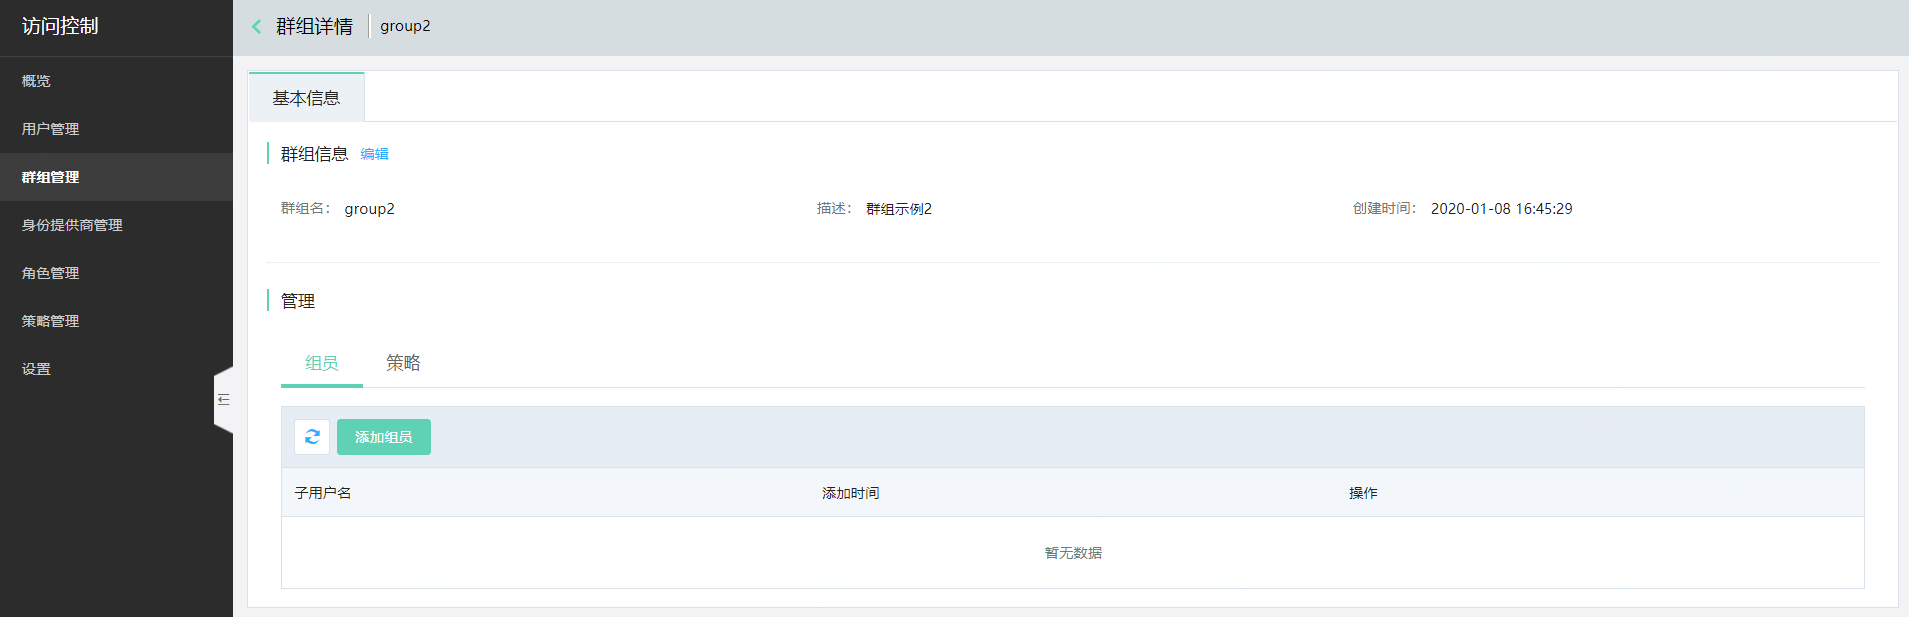 访问控制
概览
用户管理
群组管理
身份提供商管理
角色管理
策略管理
设置
群组详情 group2
基本信息
群组信息 编辑
群组名： group2 描述： 群组示例2 创建时间： 2020-01-08 16:45:29
管理
组员 策略
添加组员
子用户名 添加时间 操作
暂无数据